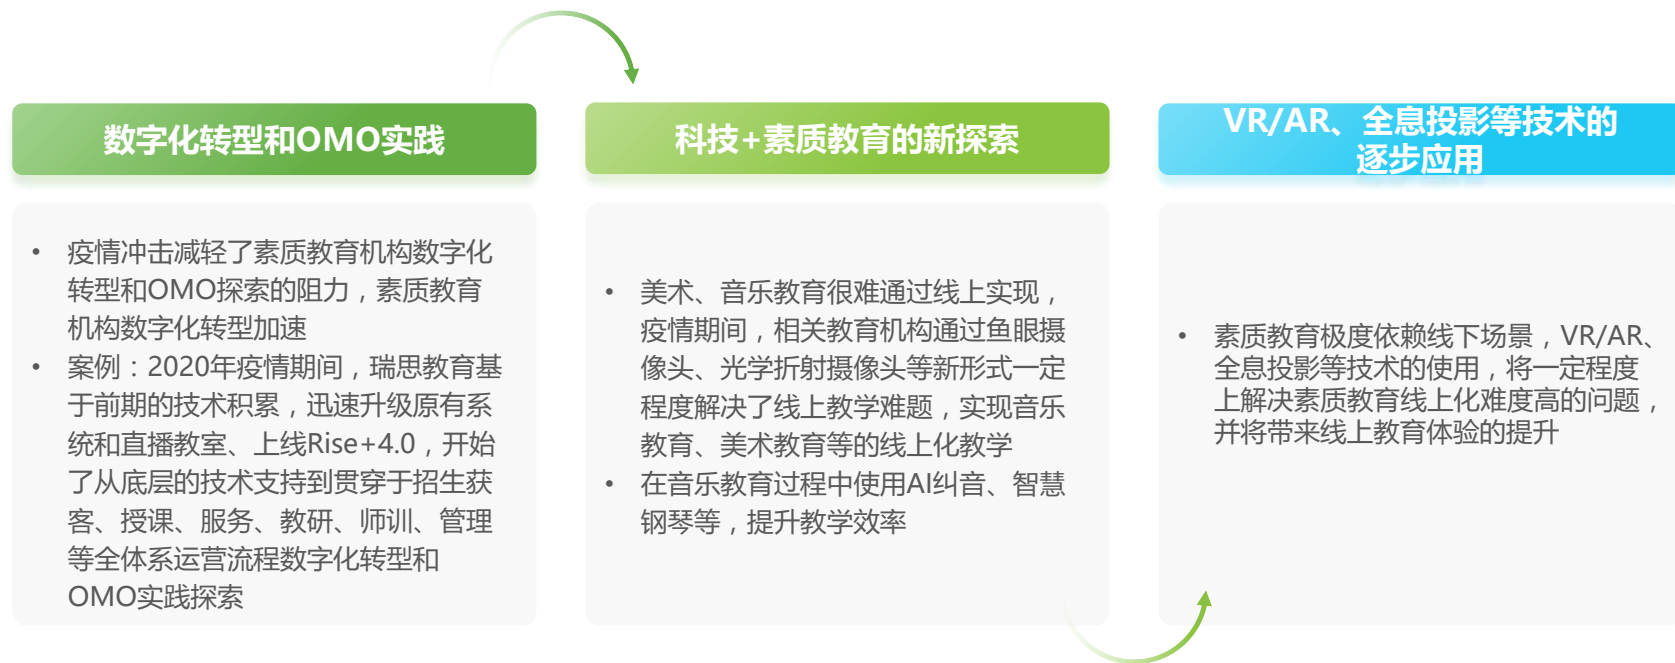 数字化转型和OMO实践
• 疫情冲击减轻了素质教育机构数字化
转型和OMO探索的阻力，素质教育
机构数字化转型加速
• 案例：2020年疫情期间，瑞思教育基
于前期的技术积累，迅速升级原有系
统和直播教室、上线Rise+4.0，开始
了从底层的技术支持到贯穿于招生获
客、授课、服务、教研、师训、管理
等全体系运营流程数字化转型和
OMO实践探索
科技+素质教育的新探索
• 美术、音乐教育很难通过线上实现，
疫情期间，相关教育机构通过鱼眼摄
像头、光学折射摄像头等新形式一定
程度解决了线上教学难题，实现音乐
教育、美术教育等的线上化教学
• 在音乐教育过程中使用AI纠音、智慧
钢琴等，提升教学效率
VR/AR、全息投影等技术的
逐步应用
• 素质教育极度依赖线下场景，VR/AR、
全息投影等技术的使用，将一定程度
上解决素质教育线上化难度高的问题，
并将带来线上教育体验的提升